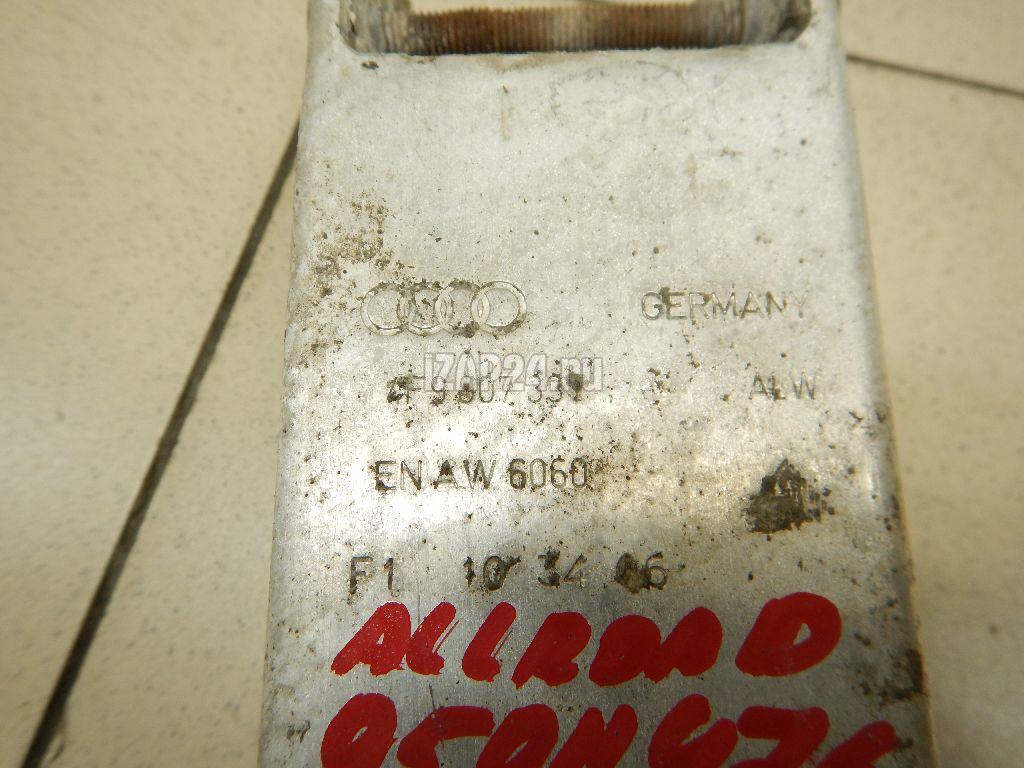 GERMANY
IZAP24.ru
ALW
EN AW 6060
F1 10 34 06
ALLROAD